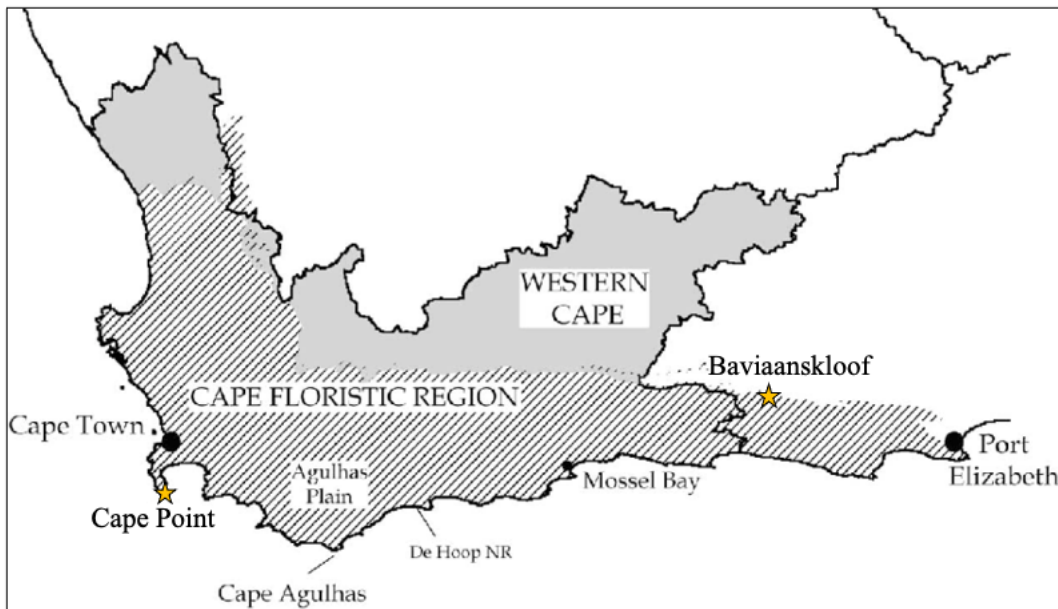 WESTERN
CAPE
Baviaanskloof
CAPE FLORISTIC REGION
Cape Town
Port
Elizabeth
Agulhas
Plain
Mossel Bay
Cape Point
De Hoop NR
Cape Agulhas